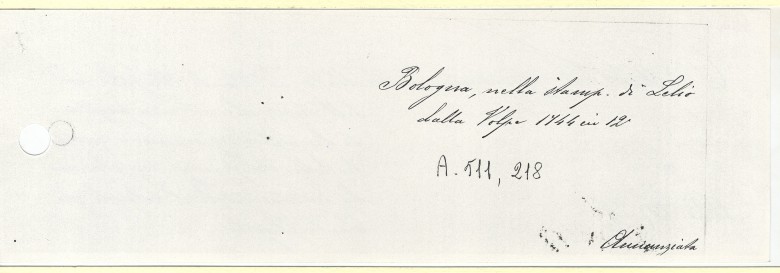 Bologna, nella stamp. di Lelio
dalla Volpe 1744 in 12
A. 511, 218
Annunziata